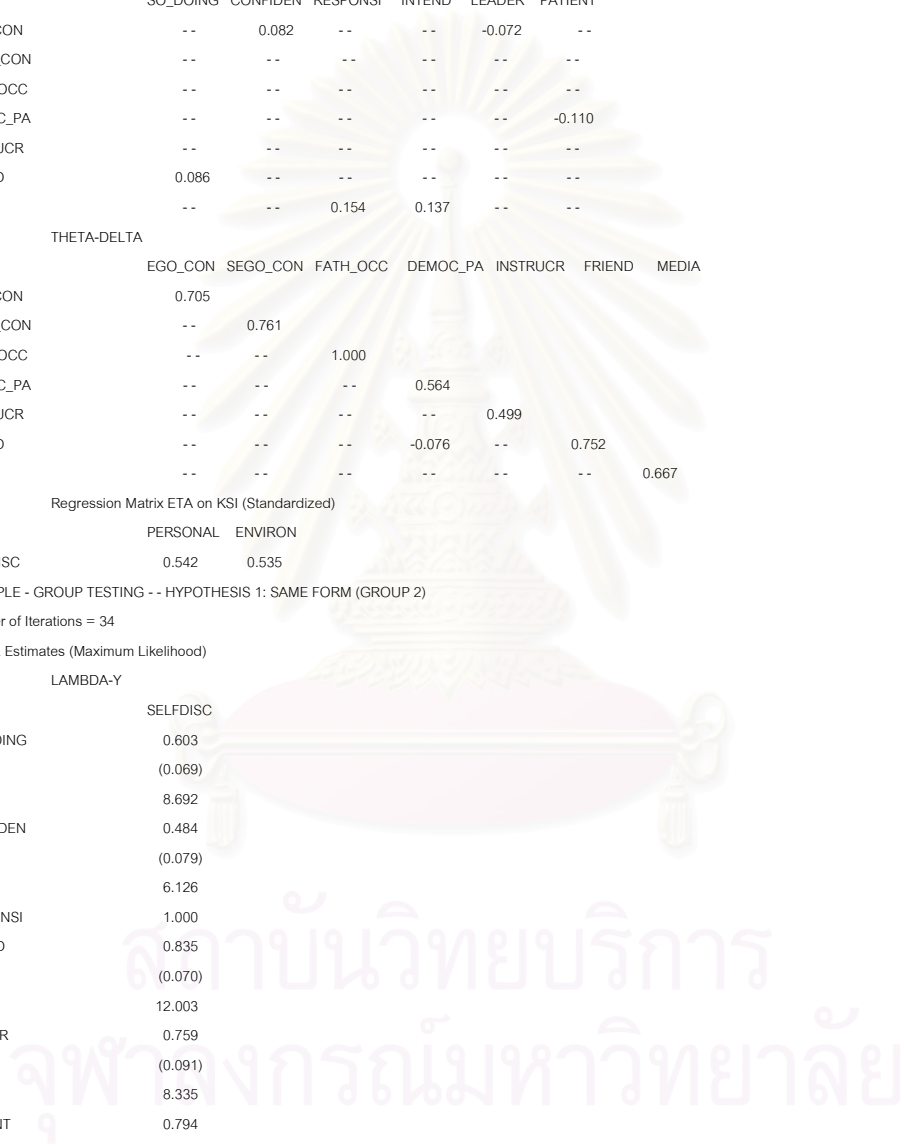 SO_DOING CONFIDEN RESPONSI INTEND LEADER PATIENT
CON - - 0.082 - - - - -0.072 - -
_CON - - - - - - - - - - - -
OCC - - - - - - - - - - - -
C_PA - - - - - - - - - - -0.110
UCR - - - - - - - - - - - -
D 0.086 - - - - - - - - - -
- - - - 0.154 0.137 - - - -
THETA-DELTA
EGO_CON SEGO_CON FATH_OCC DEMOC_PA INSTRUCR FRIEND MEDIA
CON 0.705
_CON - - 0.761
OCC - - - - 1.000
C_PA - - - - - - 0.564
UCR - - - - - - - - 0.499
D - - - - - - -0.076 - - 0.752
- - - - - - - - - - - - 0.667
Regression Matrix ETA on KSI (Standardized)
PERSONAL ENVIRON
ISC 0.542 0.535
PLE - GROUP TESTING - - HYPOTHESIS 1: SAME FORM (GROUP 2)
r of Iterations = 34
Estimates (Maximum Likelihood)
LAMBDA-Y
SELFDISC
DING 0.603
(0.069)
8.692
DEN 0.484
(0.079)
6.126
NSI 1.000
D 0.835
(0.070)
12.003
R 0.759
(0.091)
8.335
NT 0.794
สถาบันวิทยบริการ
จุฬาลงกรณ์มหาวิทยาลัย